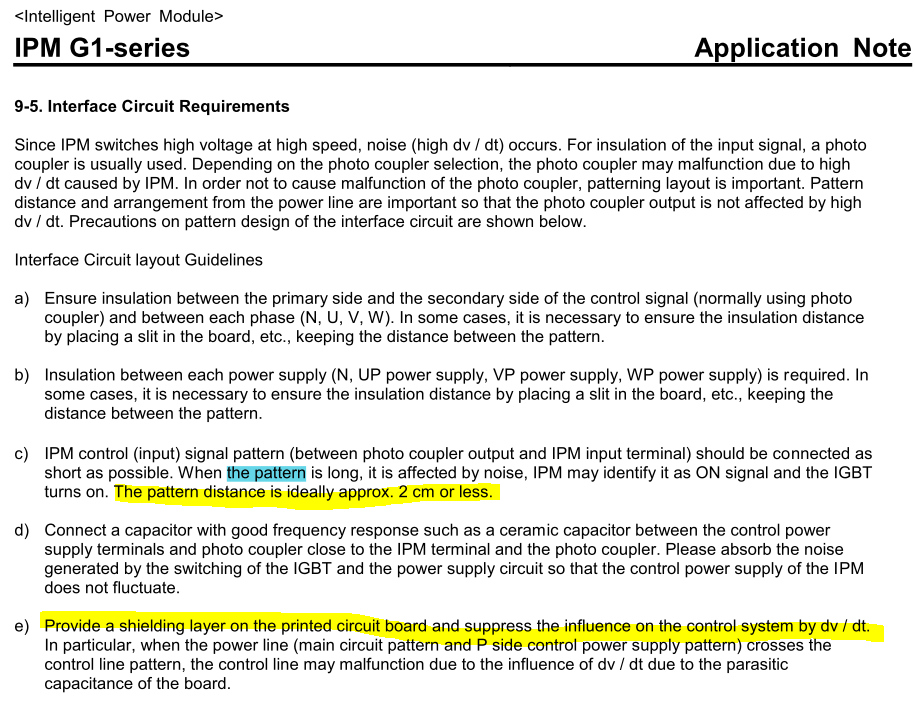 <Intelligent Power Module>
IPM G1-series
Application Note
9-5. Interface Circuit Requirements
Since IPM switches high voltage at high speed, noise (high dv / dt) occurs. For insulation of the input signal, a photo
coupler is usually used. Depending on the photo coupler selection, the photo coupler may malfunction due to high
dv / dt caused by IPM. In order not to cause malfunction of the photo coupler, patterning layout is important. Pattern
distance and arrangement from the power line are important so that the photo coupler output is not affected by high
dv / dt. Precautions on pattern design of the interface circuit are shown below.
Interface Circuit layout Guidelines
a) Ensure insulation between the primary side and the secondary side of the control signal (normally using photo
coupler) and between each phase (N, U, V, W). In some cases, it is necessary to ensure the insulation distance
by placing a slit in the board, etc., keeping the distance between the pattern.
b) Insulation between each power supply (N, UP power supply, VP power supply, WP power supply) is required. In
some cases, it is necessary to ensure the insulation distance by placing a slit in the board, etc., keeping the
distance between the pattern.
c) IPM control (input) signal pattern (between photo coupler output and IPM input terminal) should be connected as
short as possible. When the pattern is long, it is affected by noise, IPM may identify it as ON signal and the IGBT
turns on. The pattern distance is ideally approx. 2 cm or less.
d) Connect a capacitor with good frequency response such as a ceramic capacitor between the control power
supply terminals and photo coupler close to the IPM terminal and the photo coupler. Please absorb the noise
generated by the switching of the IGBT and the power supply circuit so that the control power supply of the IPM
does not fluctuate.
e) Provide a shielding layer on the printed circuit board and suppress the influence on the control system by dv / dt.
In particular, when the power line (main circuit pattern and P side control power supply pattern) crosses the
control line pattern, the control line may malfunction due to the influence of dv / dt due to the parasitic
capacitance of the board.